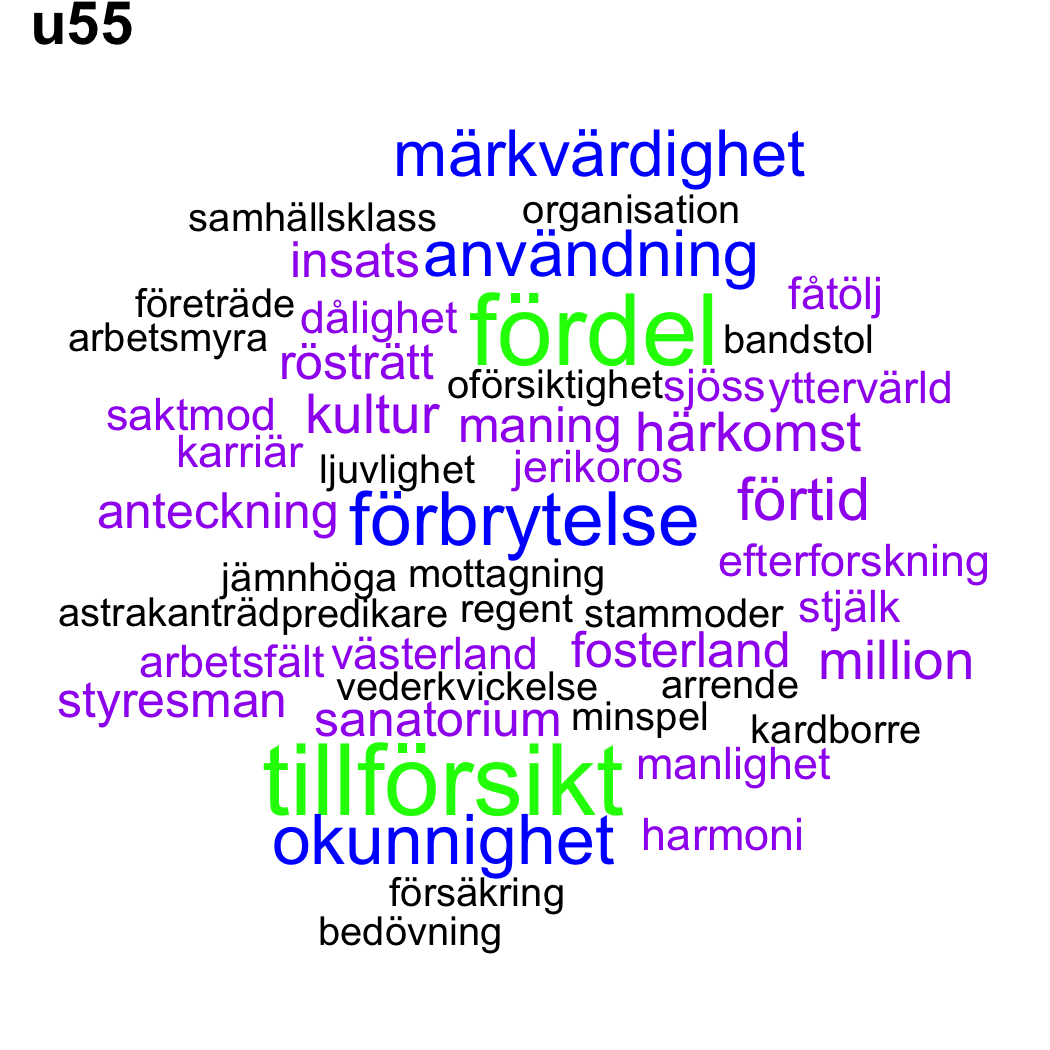 u55
märkvärdighet
samhällsklass organisation
insats användning
företräde dålighet fördel fåtölj
arbetsmyra rösträtt bandstol
oförsiktighet sjöss yttervärld
saktmod kultur maning härkomst
karriär ljuvlighet jerikoros
anteckning förbrytelse förtid
jämnhöga mottagning efterforskning
astrakanträd predikare regent stammoder stjälk
arbetsfält västerland fosterland million
styresman vederkvickelse arrende
sanatorium minspel kardborre
tillförsikt manlighet
okunnighet harmoni
försäkring
bedövning